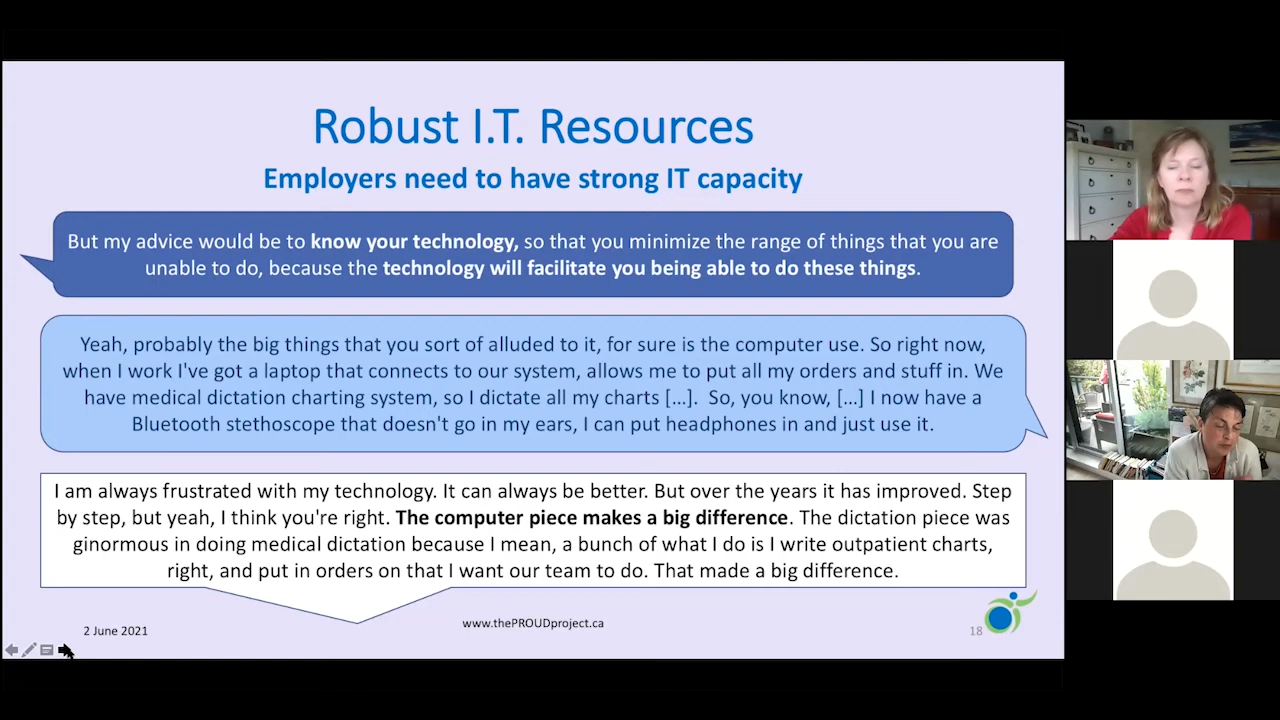 Robust I.T. Resources
Employers need to have strong IT capacity
But my advice would be to know your technology, so that you minimize the range of things that you are
unable to do, because the technology will facilitate you being able to do these things.
Yeah, probably the big things that you sort of alluded to it, for sure is the computer use. So right now,
when I work I've got a laptop that connects to our system, allows me to put all my orders and stuff in. We
have medical dictation charting system, so I dictate all my charts […].  So, you know, […] I now have a
Bluetooth stethoscope that doesn't go in my ears, I can put headphones in and just use it.
I am always frustrated with my technology. It can always be better. But over the years it has improved. Step
by step, but yeah, I think you're right. The computer piece makes a big difference. The dictation piece was
ginormous in doing medical dictation because I mean, a bunch of what I do is I write outpatient charts,
right, and put in orders on that I want our team to do. That made a big difference.
2 June 2021
www.thePROUDproject.ca
18